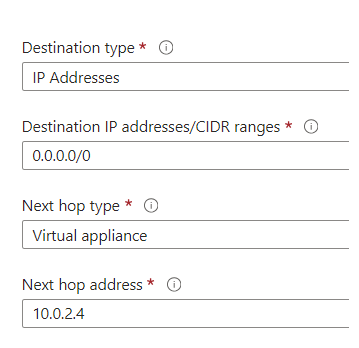 Destination type *
IP Addresses
Destination IP addresses/CIDR ranges *
0.0.0.0/0
Next hop type *
Virtual appliance
Next hop address *
10.0.2.4